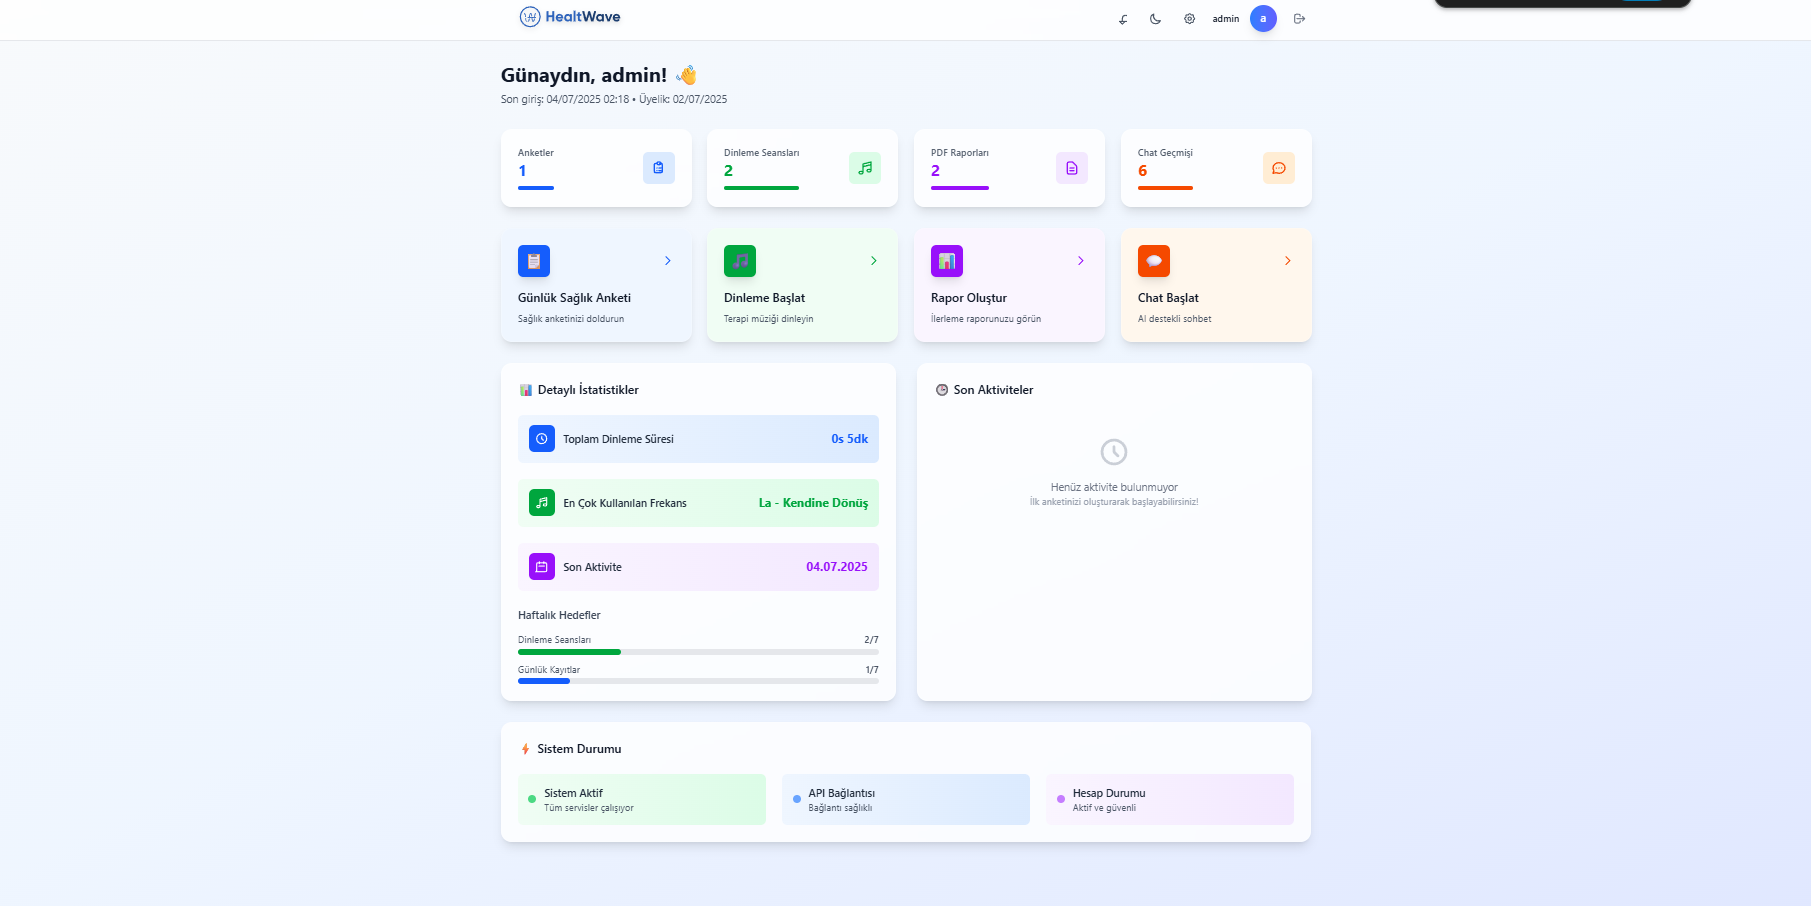 HealtWave
admin
a
Günaydın, admin! 👋
Son giriş: 04/07/2025 02:18 • Üyelik: 02/07/2025
Anketler
1
Dinleme Seansları
2
PDF Raporları
2
Chat Geçmişi
6
Günlük Sağlık Anketi
Sağlık anketinizi doldurun
Dinleme Başlat
Terapi müziği dinleyin
Rapor Oluştur
İlerleme raporunuzu görün
Chat Başlat
AI destekli sohbet
Detaylı İstatistikler
Toplam Dinleme Süresi
0s 5dk
En Çok Kullanılan Frekans
La - Kendine Dönüş
Son Aktivite
04.07.2025
Haftalık Hedefler
Dinleme Seansları
2/7
Günlük Kayıtlar
1/7
Son Aktiviteler
Henüz aktivite bulunmuyor
İlk anketinizi oluşturarak başlayabilirsiniz!
Sistem Durumu
Sistem Aktif
Tüm servisler çalışıyor
API Bağlantısı
Bağlantı sağlıklı
Hesap Durumu
Aktif ve güvenli